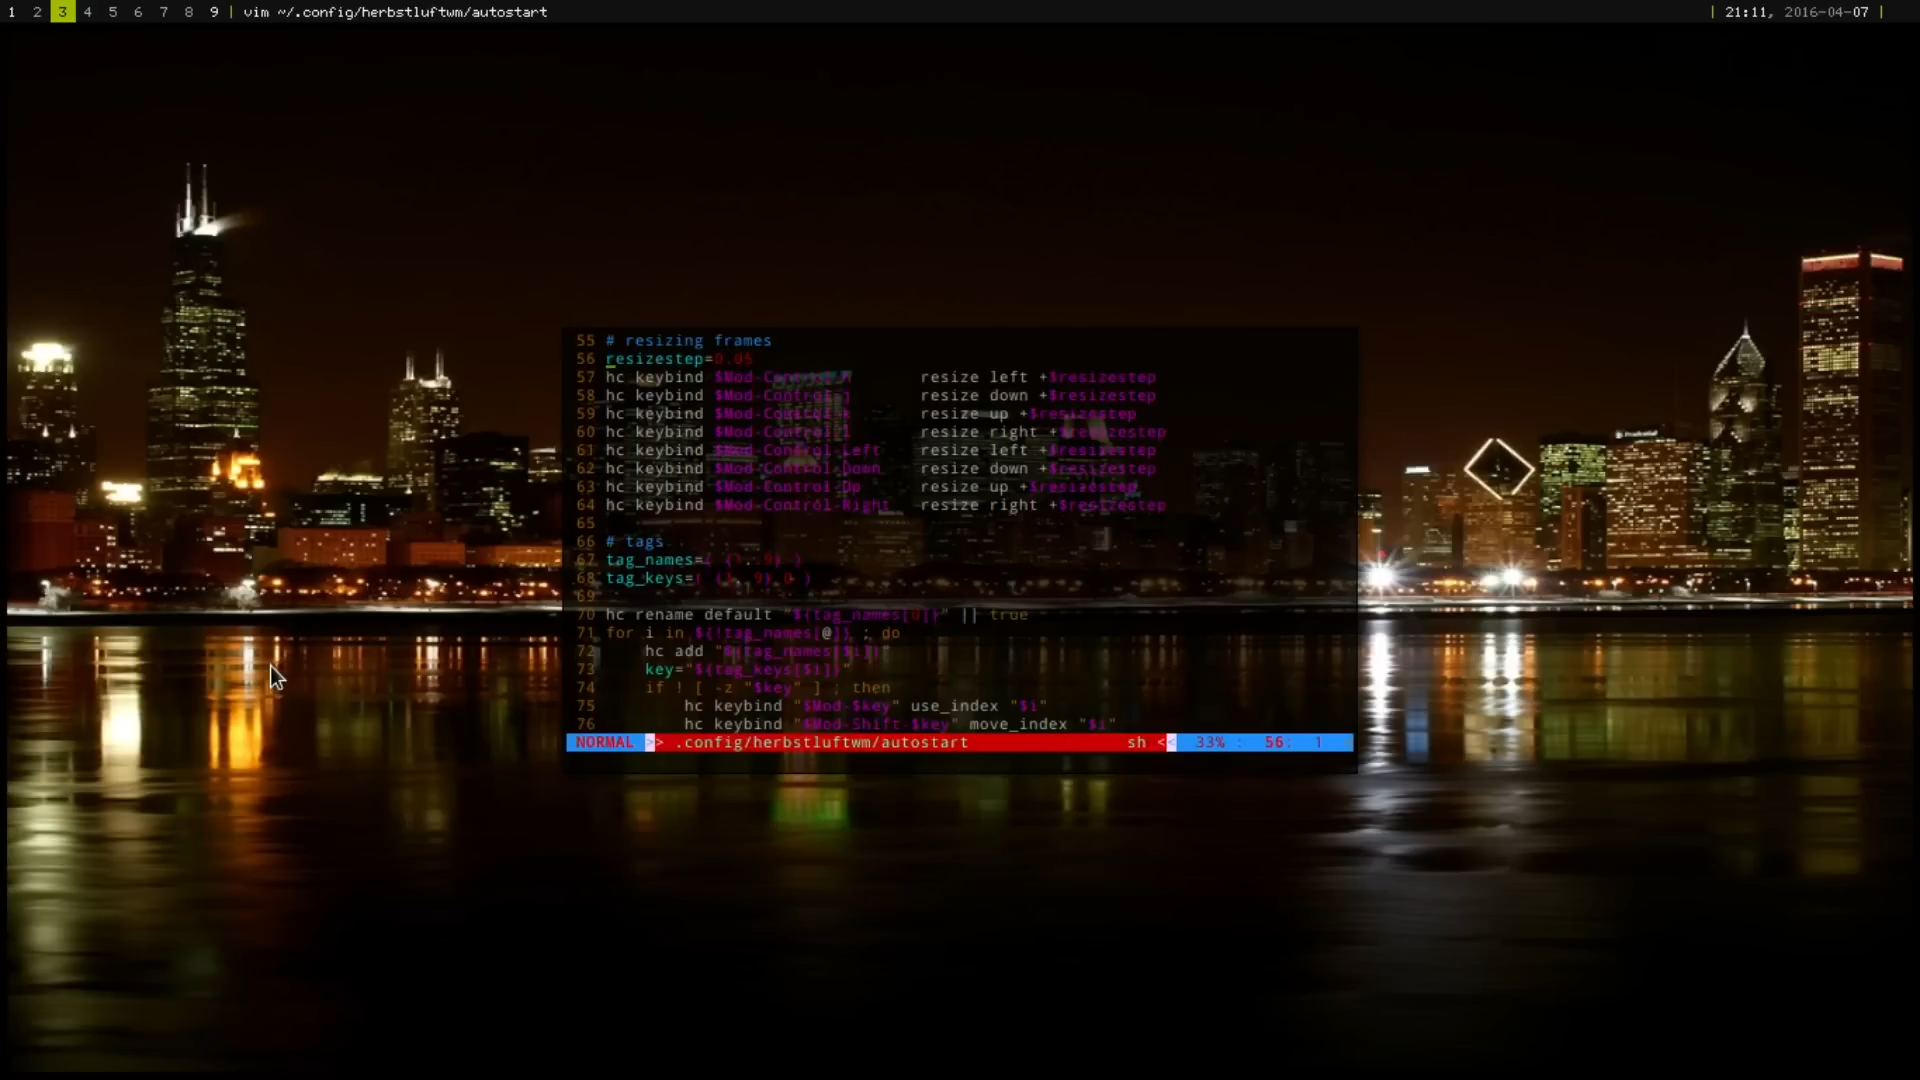 1 2 3 4 5 6 7 8 9 | vim ~/.config/herbstluftwm/autostart | 21:11, 2016-04-07 |
55 # resizing frames
56 resizestep=0.05
57 hc keybind $Mod-Control-h resize left +$resizestep
58 hc keybind $Mod-Control-j resize down +$resizestep
59 hc keybind $Mod-Control-k resize up +$resizestep
60 hc keybind $Mod-Control-l resize right +$resizestep
61 hc keybind $Mod-Control-Left resize left +$resizestep
62 hc keybind $Mod-Control-Down resize down +$resizestep
63 hc keybind $Mod-Control-Up resize up +$resizestep
64 hc keybind $Mod-Control-Right resize right +$resizestep
65
66 # tags
67 tag_names=( {1..9} )
68 tag_keys=( {1..9} 0 )
69
70 hc rename default "${tag_names[0]}" || true
71 for i in ${!tag_names[@]} ; do
72 hc add "${tag_names[$i]}"
73 key="${tag_keys[$i]}"
74 if ! [ -z "$key" ] ; then
75 hc keybind "$Mod-$key" use_index "$i"
76 hc keybind "$Mod-Shift-$key" move_index "$i"
NORMAL >> .config/herbstluftwm/autostart sh << 33% : 56: 1